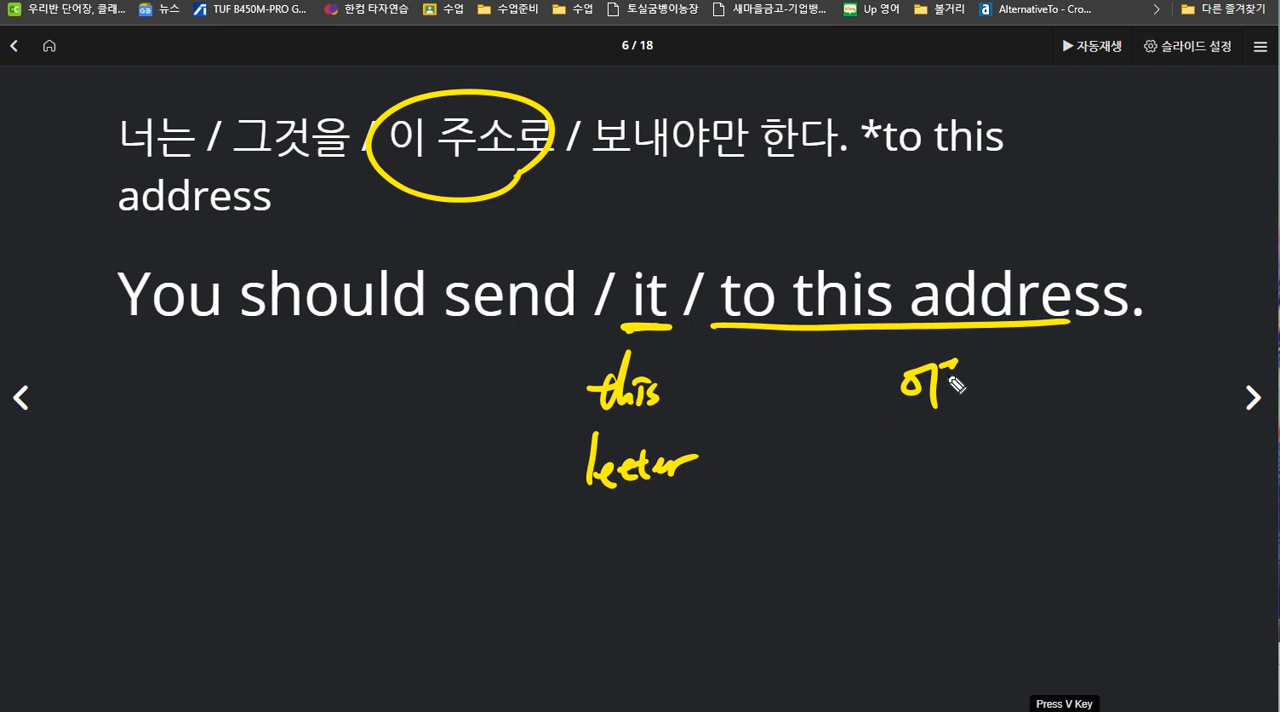 우리반 단어장, 클래... 뉴스 TUF B450M-PRO G... 한컴 타자연습 수업 수업준비 수업 토실굼벵이농장 새마을금고-기업뱅... Up 영어 볼거리 AlternativeTo - Cro... 다른 즐겨찾기
6 / 18
▶ 자동재생 슬라이드 설정
너는 / 그것을 / 이 주소로 / 보내야만 한다. *to this
address
You should send / it / to this address.
this
letter
Press V Key